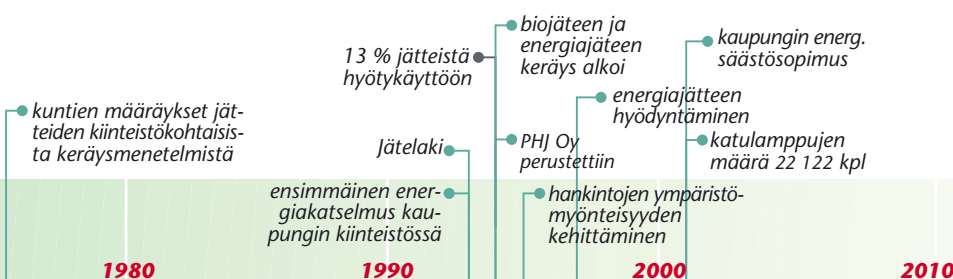 kuntien määräykset jät-
teiden kiinteistökohtaisis-
ta keräysmenetelmistä
13 % jätteistä
hyötykäyttöön
Jätelaki
ensimmäinen ener-
giakatselmus kau-
pungin kiinteistössä
biojäteen ja
energiajäteen
keräys alkoi
PHJ Oy
perustettiin
hankintojen ympäristö-
myönteisyyden
kehittäminen
energiajätteen
hyödyntäminen
kaupungin energ.
säästösopimus
katulamppujen
määrä 22 122 kpl
1980
1990
2000
2010